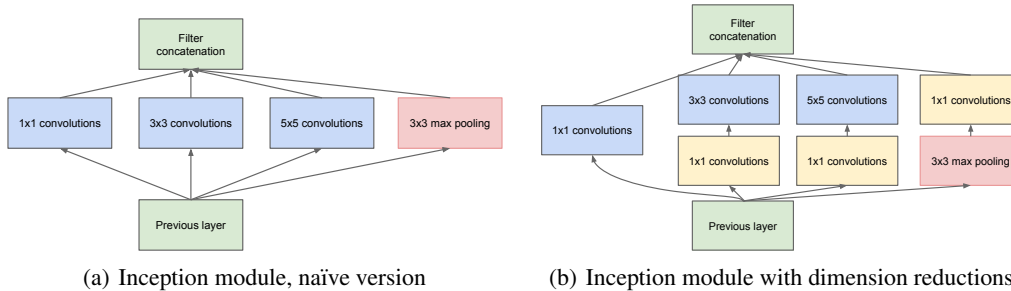 Filter
concatenation
1x1 convolutions
3x3 convolutions
5x5 convolutions
3x3 max pooling
Previous layer
(a) Inception module, naïve version
Filter
concatenation
3x3 convolutions
5x5 convolutions
1x1 convolutions
1x1 convolutions
1x1 convolutions
1x1 convolutions
3x3 max pooling
Previous layer
(b) Inception module with dimension reductions